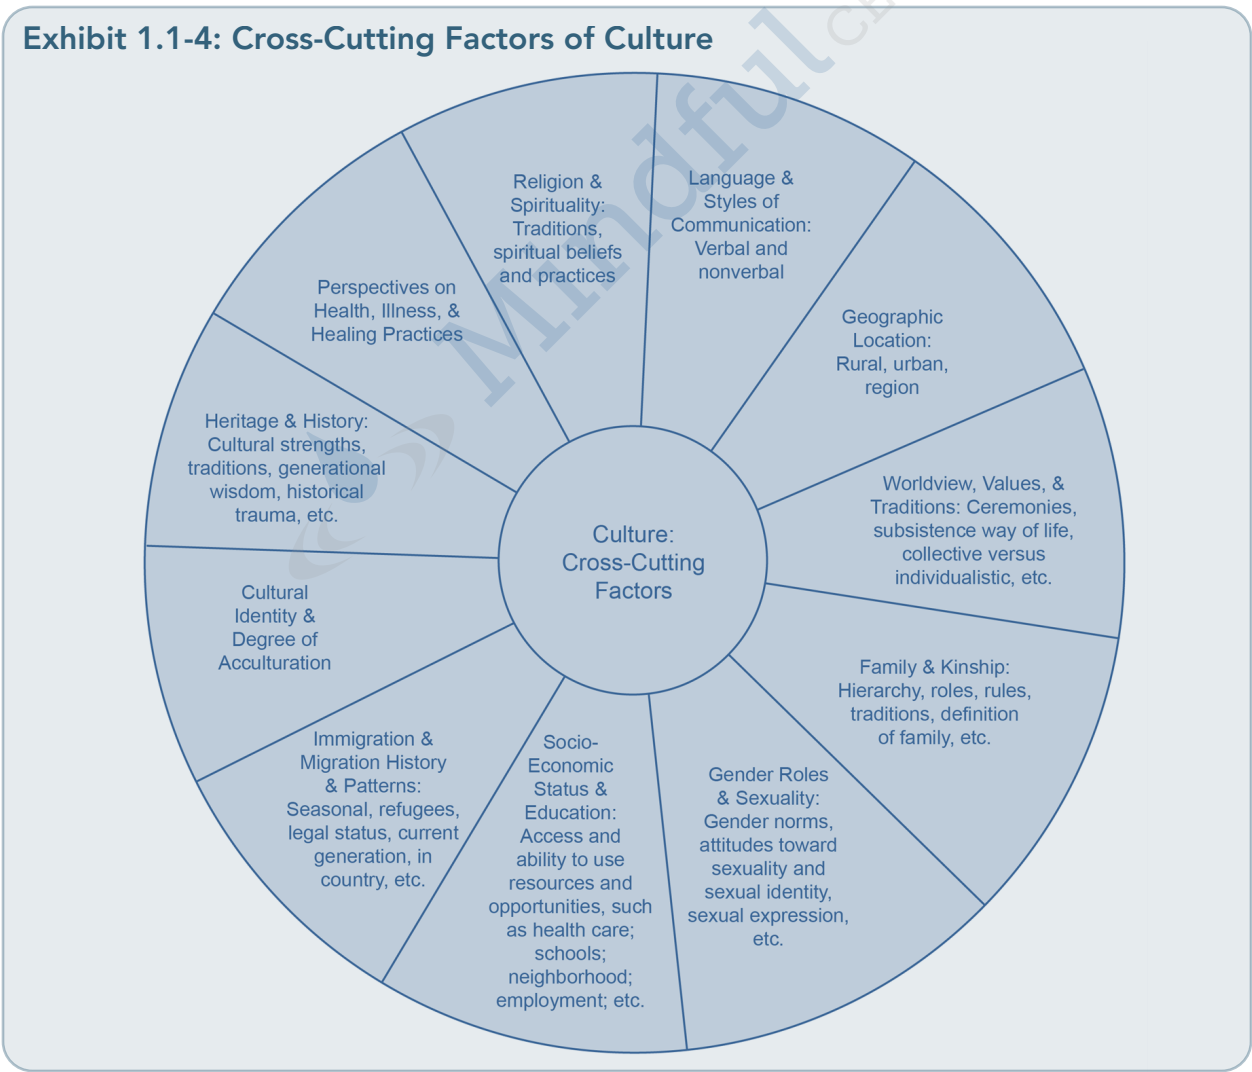 Exhibit 1.1-4: Cross-Cutting Factors of Culture
Mindful
CE
Religion &
Spirituality:
Traditions,
spiritual beliefs
and practices
Language &
Styles of
Communication:
Verbal and
nonverbal
Geographic
Location:
Rural, urban,
region
Worldview, Values, &
Traditions: Ceremonies,
subsistence way of life,
collective versus
individualistic, etc.
Family & Kinship:
Hierarchy, roles, rules,
traditions, definition
of family, etc.
Gender Roles
& Sexuality:
Gender norms,
attitudes toward
sexuality and
sexual identity,
sexual expression,
etc.
Socio-
Economic
Status &
Education:
Access and
ability to use
resources and
opportunities, such
as health care;
schools;
neighborhood;
employment; etc.
Immigration &
Migration History
& Patterns:
Seasonal, refugees,
legal status, current
generation, in
country, etc.
Cultural
Identity &
Degree of
Acculturation
Heritage & History:
Cultural strengths,
traditions, generational
wisdom, historical
trauma, etc.
Perspectives on
Health, Illness, &
Healing Practices
Culture:
Cross-Cutting
Factors